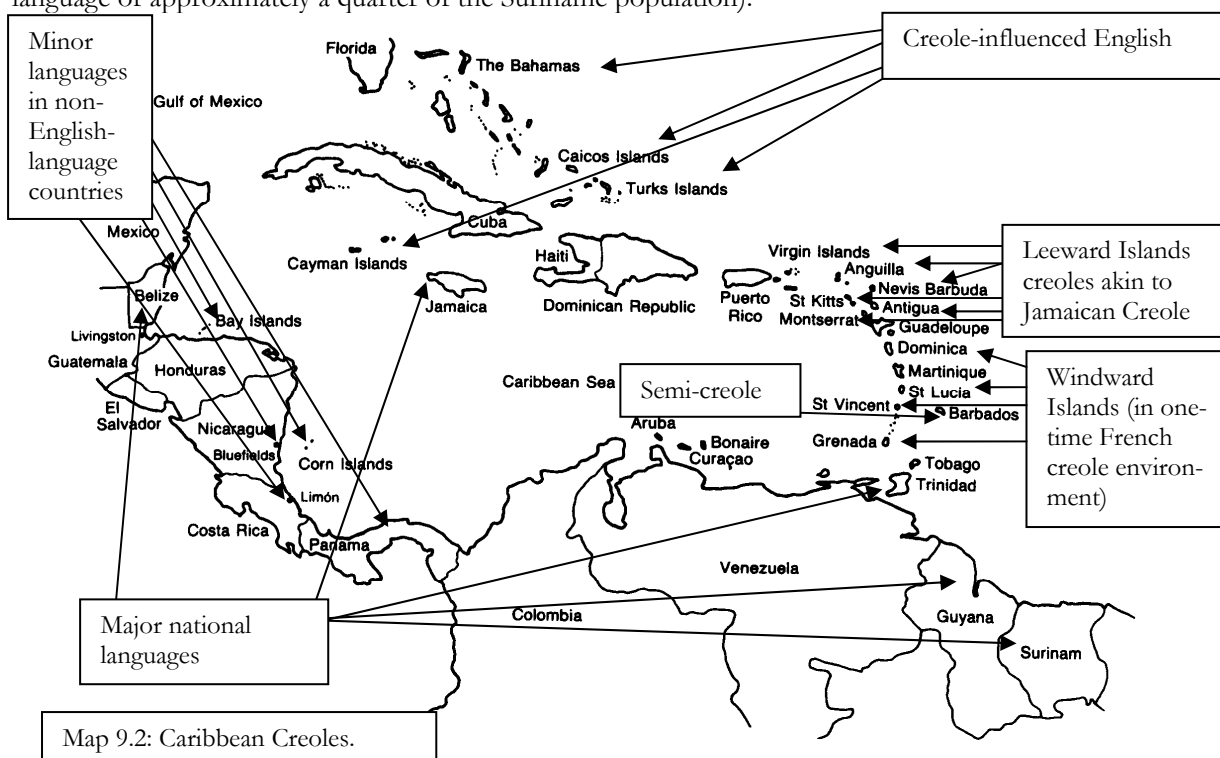 language of approximately a quarter of the Suriname population).
Minor
languages
in non-
English-
language
countries
Creole-influenced English
Florida
The Bahamas
Gulf of Mexico
Caicos Islands
Turks Islands
Cuba
Mexico
Cayman Islands
Haiti
Virgin Islands
Anguilla
Leeward Islands
creoles akin to
Jamaican Creole
Belize
Jamaica
Dominican Republic
Puerto
Rico
St Kitts
Nevis Barbuda
Antigua
Bay Islands
Montserrat
Livingston
Guadeloupe
Guatemala
Honduras
Dominica
Martinique
Caribbean Sea
Semi-creole
St Lucia
Windward
Islands (in one-
time French
creole environ-
ment)
El
Salvador
Nicaragua
St Vincent
Barbados
Bluefields
Corn Islands
Aruba
Bonaire
Curaçao
Grenada
Tobago
Trinidad
Limón
Costa Rica
Panama
Venezuela
Major national
languages
Colombia
Guyana
Surinam
Map 9.2: Caribbean Creoles.